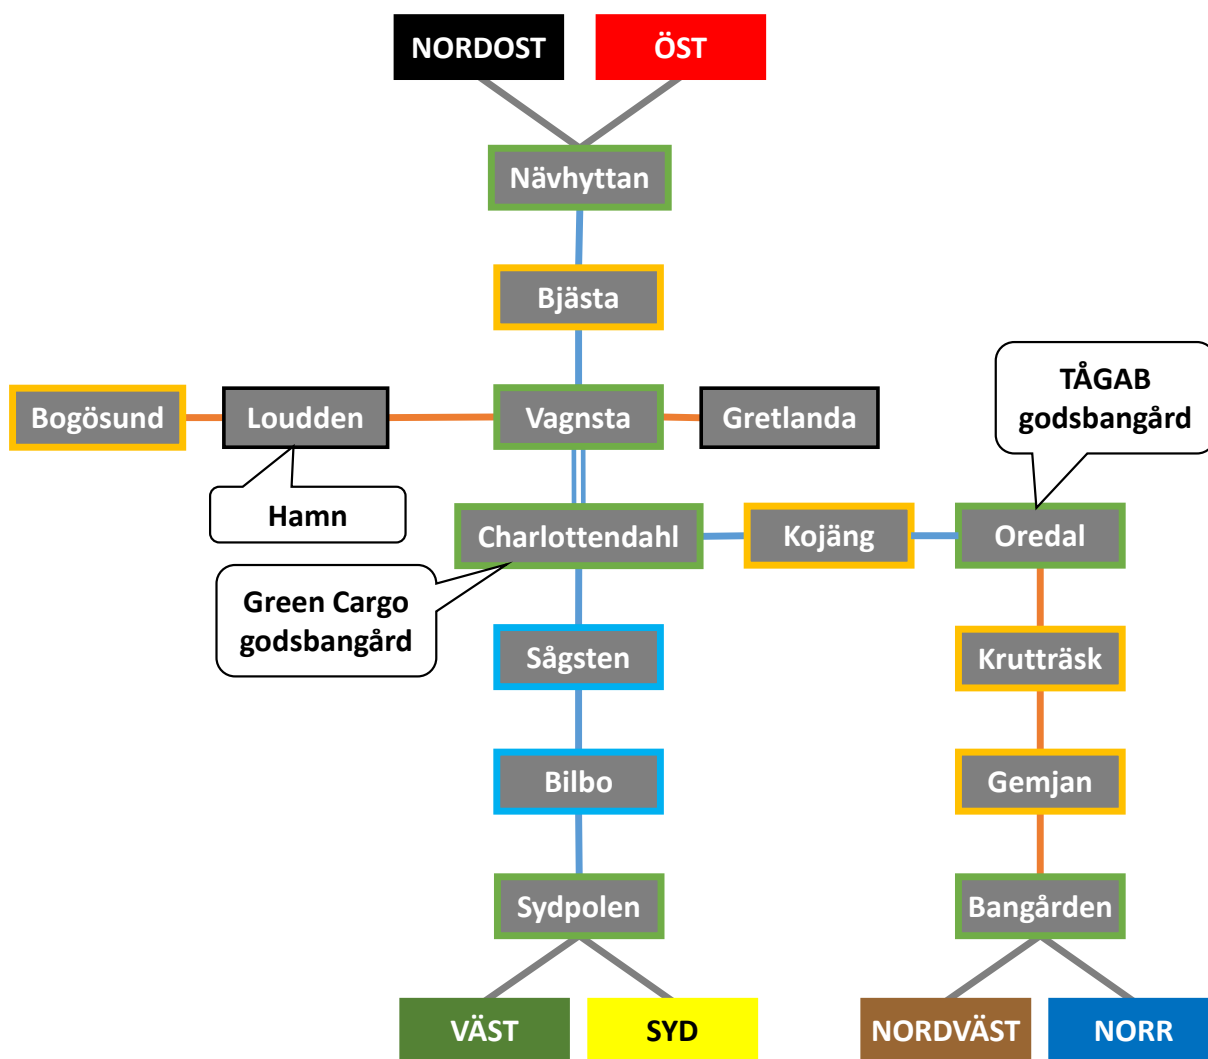 NORDOST
ÖST
Nävhyttan
Bjästa
Bogösund
Loudden
Vagnsta
Gretlanda
TÅGAB
godsbangård
Hamn
Charlottendahl
Kojäng
Oredal
Green Cargo
godsbangård
Sågsten
Krutträsk
Bilbo
Gemjan
Sydpolen
Bangården
VÄST
SYD
NORDVÄST
NORR